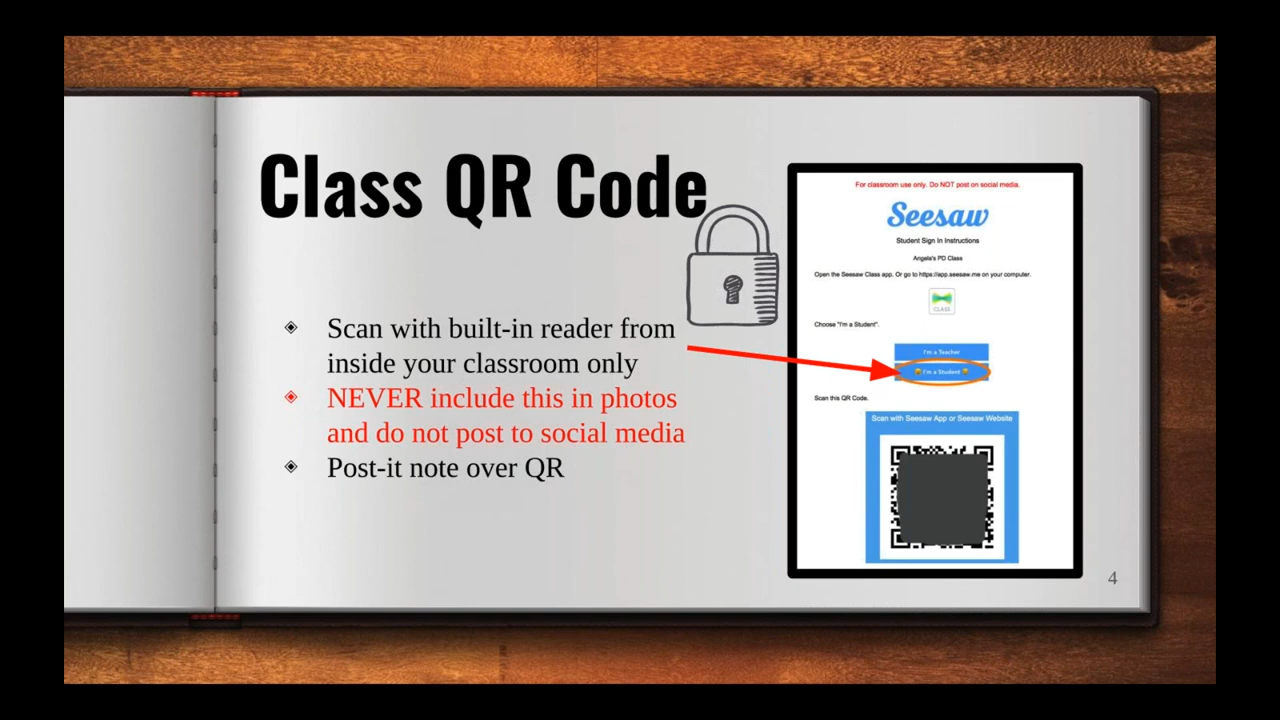 Class QR Code
Scan with built-in reader from
inside your classroom only
NEVER include this in photos
and do not post to social media
Post-it note over QR
For classroom use only. Do NOT post on social media.
Seesaw
Student Sign In Instructions
Angela's PD Class
Open the Seesaw Class app. Or go to https://app.seesaw.me on your computer.
CLASS
Choose "I'm a Student".
I'm a Teacher
I'm a Student
Scan this QR Code.
Scan with Seesaw App or Seesaw Website
4